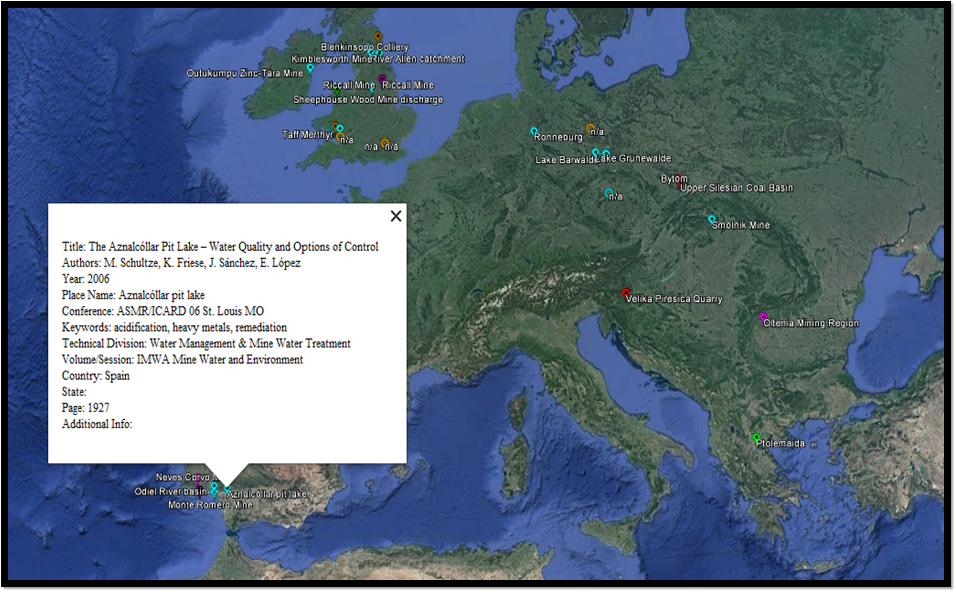 Blenkinsopp Colliery
Kimblesworth Mine River Allen catchment
Outukumpu Zinc-Tara Mine
Riccall Mine Riccall Mine
Sheephouse Wood Mine discharge
Taff Merthyr
n/a
n/a n/a
Ronneburg
n/a
Lake Barwalde Lake Grunewalde
Bytom
Upper Silesian Coal Basin
n/a
Smolnik Mine
Velika Piresica Quarry
Oltenia Mining Region
Ptolemaida
Title: The Aznalcóllar Pit Lake – Water Quality and Options of Control
Authors: M. Schultze, K. Friese, J. Sánchez, E. López
Year: 2006
Place Name: Aznalcóllar pit lake
Conference: ASMR/ICARD 06 St. Louis MO
Keywords: acidification, heavy metals, remediation
Technical Division: Water Management & Mine Water Treatment
Volume/Session: IMWA Mine Water and Environment
Country: Spain
State:
Page: 1927
Additional Info:
Neves Corvo
Odiel River basin
Aznalcóllar pit lake
Monte Romero Mine